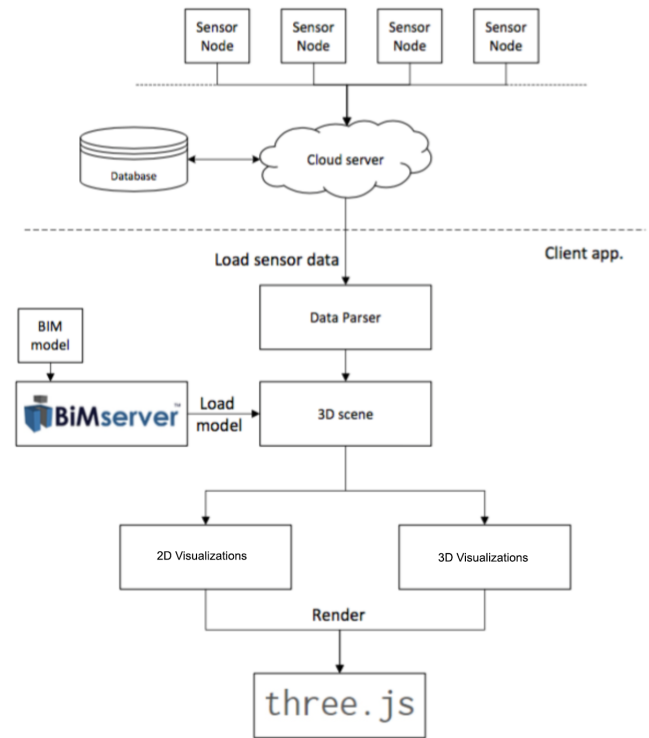 Sensor
Node
Sensor
Node
Sensor
Node
Sensor
Node
Cloud server
Database
Client app.
Load sensor data
Data Parser
BIM
model
BiMserver™
Load
model
3D scene
2D Visualizations
3D Visualizations
Render
three.js